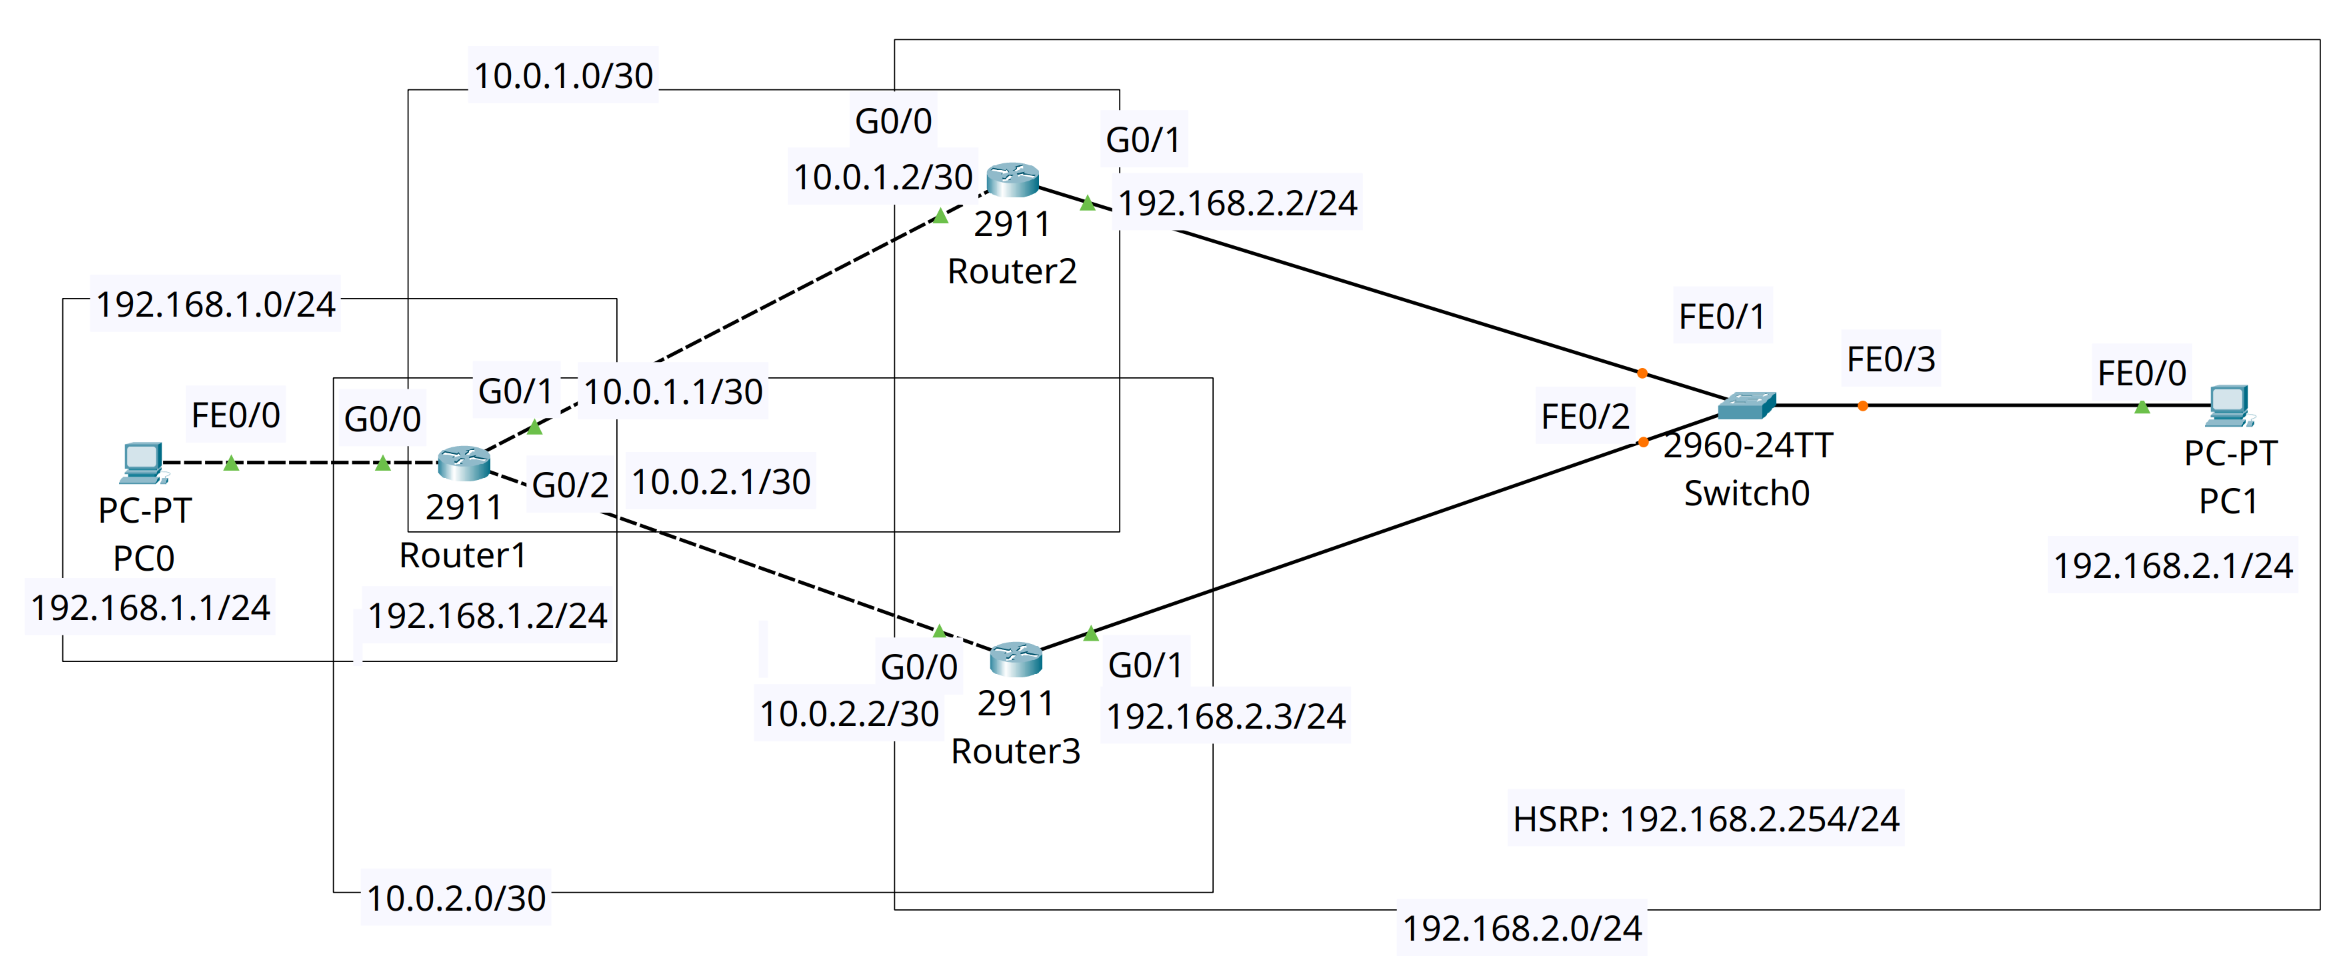 10.0.1.0/30
G0/0
G0/1
10.0.1.2/30
192.168.2.2/24
2911
Router2
192.168.1.0/24
FE0/1
FE0/3
FE0/0
G0/1
10.0.1.1/30
FE0/0
G0/0
FE0/2
2960-24TT
Switch0
PC-PT
PC1
G0/2
10.0.2.1/30
2911
Router1
PC-PT
PC0
192.168.2.1/24
192.168.1.1/24
192.168.1.2/24
G0/0
G0/1
2911
10.0.2.2/30
192.168.2.3/24
Router3
HSRP: 192.168.2.254/24
10.0.2.0/30
192.168.2.0/24